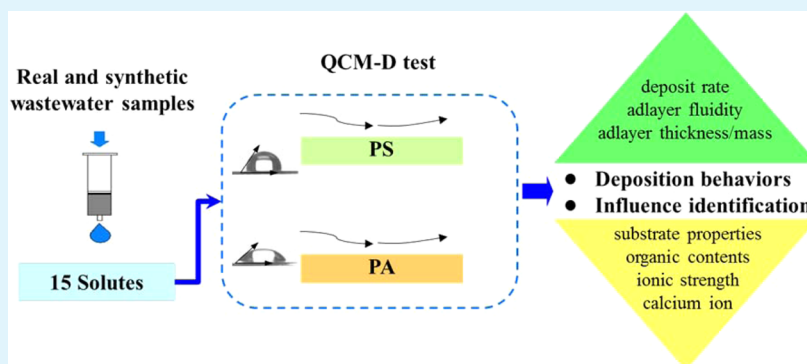 Real and synthetic
wastewater samples
15 Solutes
QCM-D test
PS
PA
deposit rate
adlayer fluidity
adlayer thickness/mass
● Deposition behaviors
● Influence identification
substrate properties
organic contents
ionic strength
calcium ion